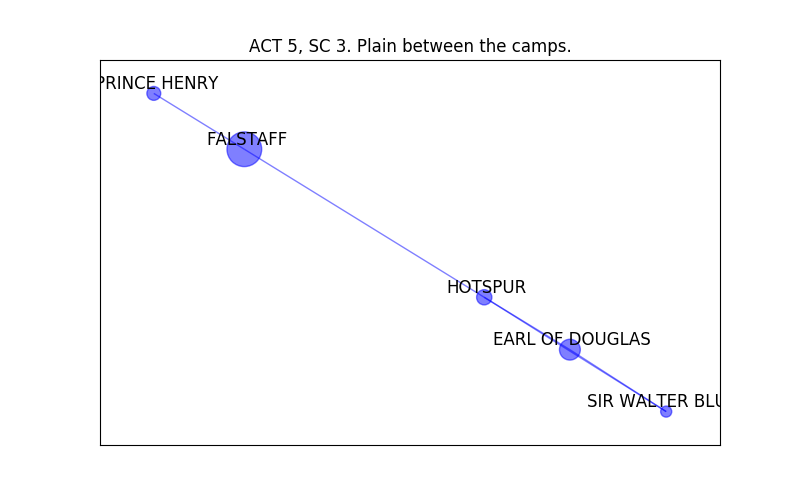 ACT 5, SC 3. Plain between the camps.
PRINCE HENRY
FALSTAFF
HOTSPUR
EARL OF DOUGLAS
SIR WALTER BLU